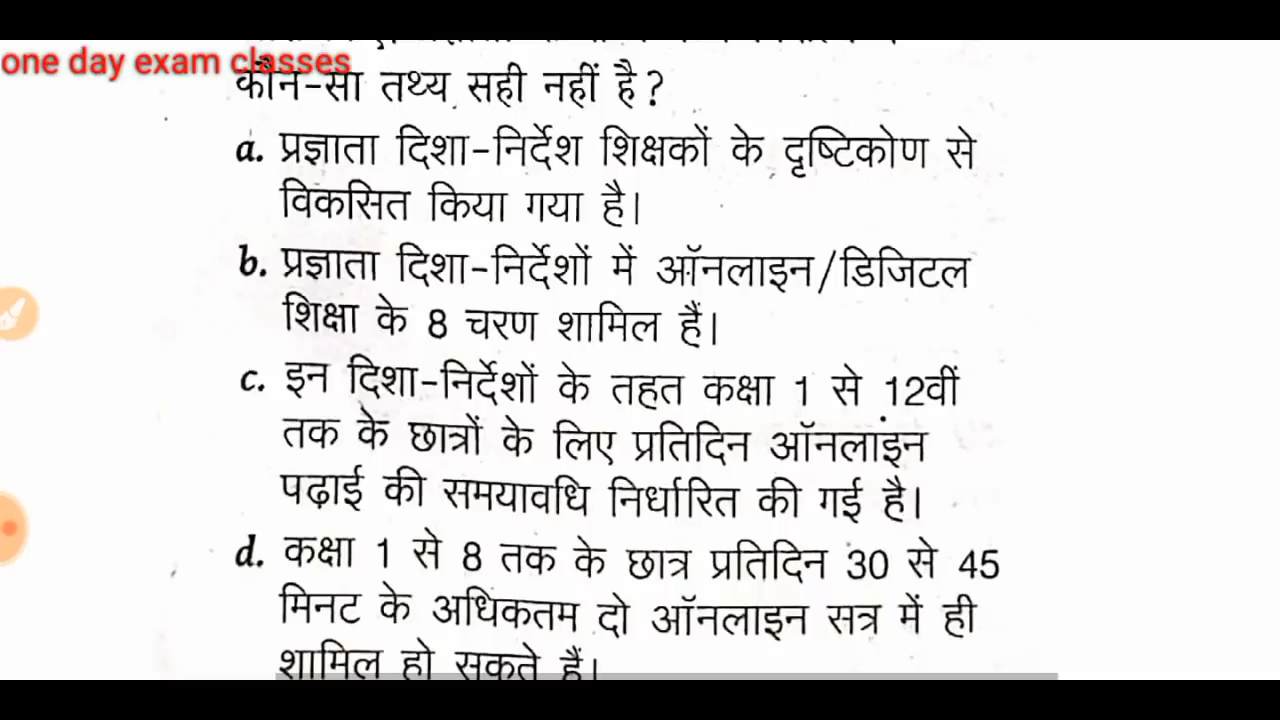 one day exam classes
कौन-सा तथ्य सही नहीं है?
a. प्रज्ञाता दिशा-निर्देश शिक्षकों के दृष्टिकोण से
विकसित किया गया है।
b. प्रज्ञाता दिशा-निर्देशों में ऑनलाइन/डिजिटल
शिक्षा के 8 चरण शामिल हैं।
c. इन दिशा-निर्देशों के तहत कक्षा 1 से 12वीं
तक के छात्रों के लिए प्रतिदिन ऑनलाइन
पढ़ाई की समयावधि निर्धारित की गई है।
d. कक्षा 1 से 8 तक के छात्र प्रतिदिन 30 से 45
मिनट के अधिकतम दो ऑनलाइन सत्र में ही
शामिल हो सकते हैं।